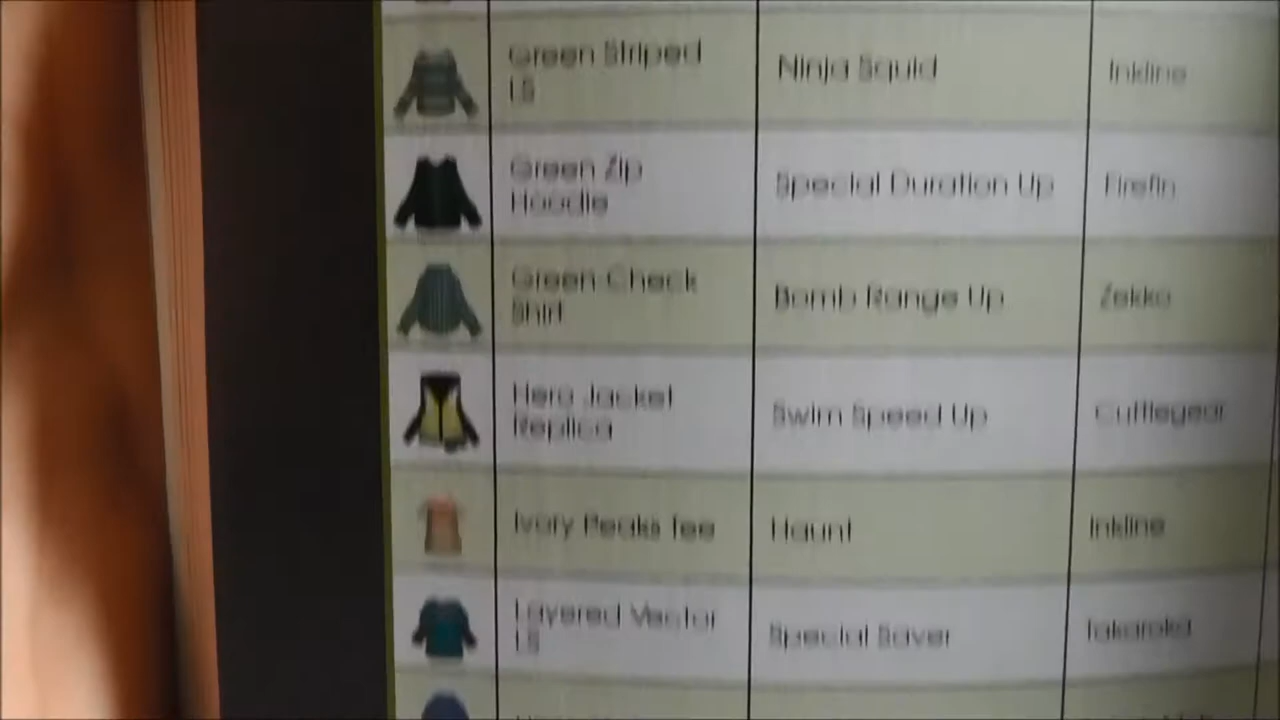 Green Striped
LS
Ninja Squid
Inkline
Green Zip
Hoodie
Special Duration Up
Firefin
Green Check
Shirt
Bomb Range Up
Zekko
Hero Jacket
Replica
Swim Speed Up
Cuttlegear
Ivory Peaks Tee
Haunt
Inkline
Layered Vector
LS
Special Saver
Takaroka